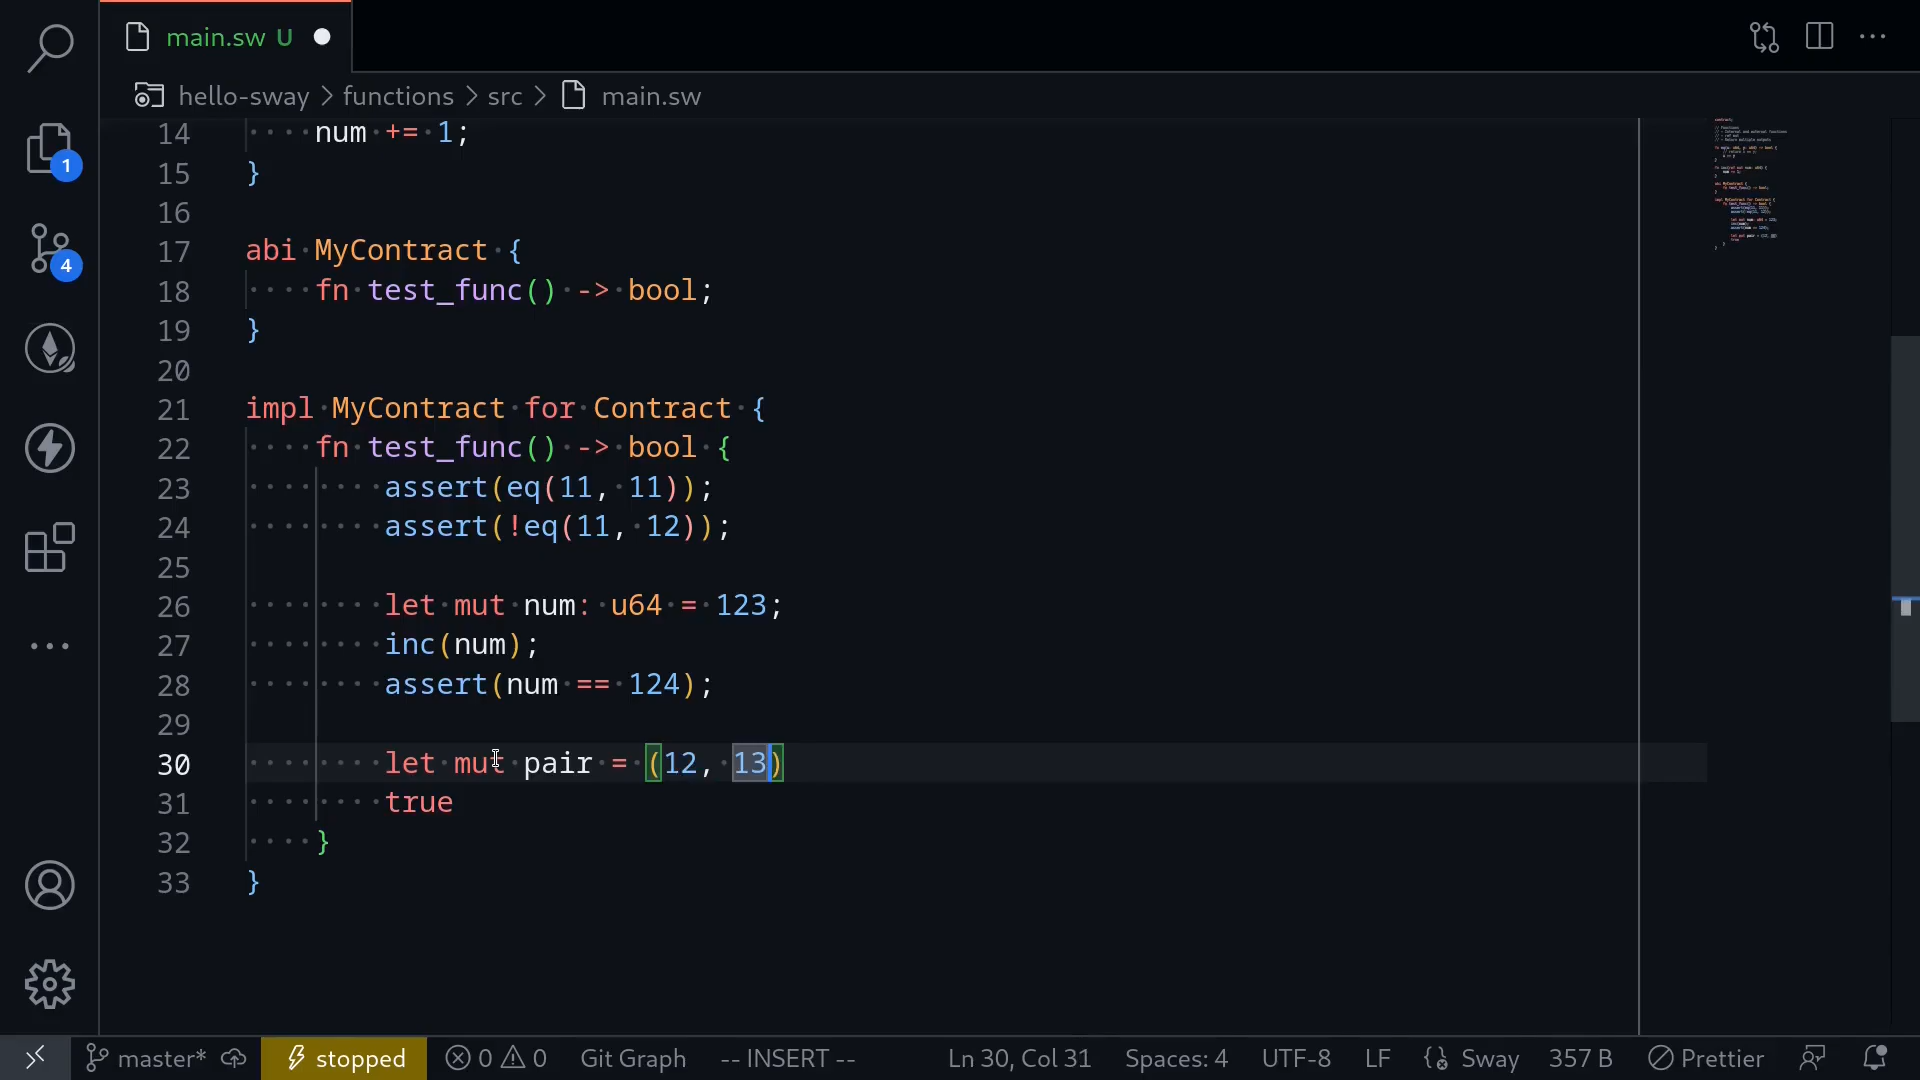 main.sw U
hello-sway > functions > src > main.sw
14 num += 1;
15 }
16
17 abi MyContract {
18 fn test_func() -> bool;
19 }
20
21 impl MyContract for Contract {
22 fn test_func() -> bool {
23 assert(eq(11, 11));
24 assert(!eq(11, 12));
25
26 let mut num: u64 = 123;
27 inc(num);
28 assert(num == 124);
29
30 let mut pair = (12, 13)
31 true
32 }
33 }
1
4
master* stopped 0 0 Git Graph -- INSERT -- Ln 30, Col 31 Spaces: 4 UTF-8 LF Sway 357 B Prettier